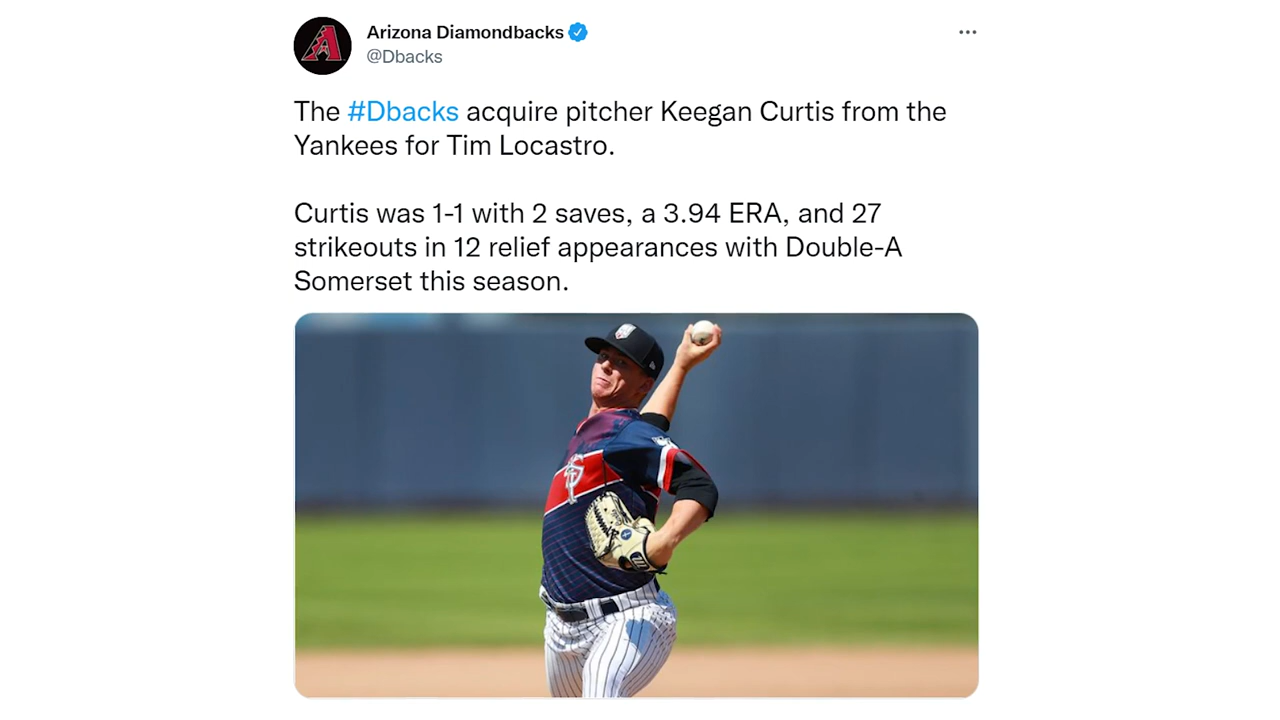 Arizona Diamondbacks
@Dbacks
The #Dbacks acquire pitcher Keegan Curtis from the
Yankees for Tim Locastro.
Curtis was 1-1 with 2 saves, a 3.94 ERA, and 27
strikeouts in 12 relief appearances with Double-A
Somerset this season.